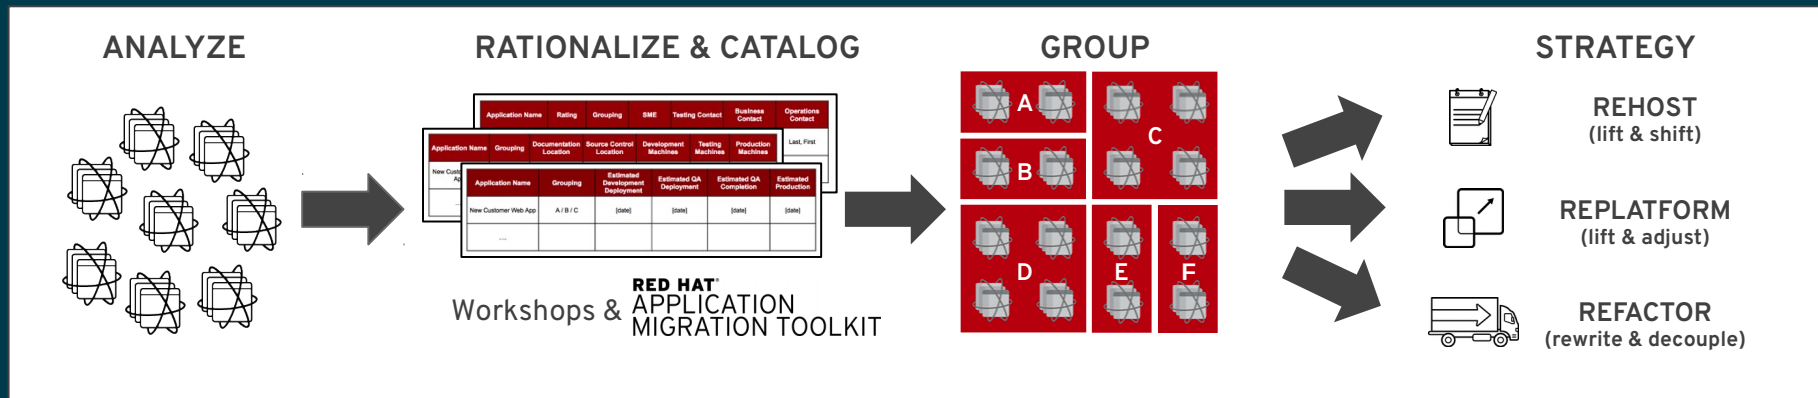 ANALYZE
RATIONALIZE & CATALOG
GROUP
STRATEGY
Application Name Rating Grouping SME Testing Contact Business Contact Operations Contact
Last, First
Application Name Grouping Documentation Location Source Control Location Development Machines Testing Machines Production Machines
New
Application Name Grouping Estimated Development Deployment Estimated QA Deployment Estimated QA Completion Estimated Production
New Customer Web App A / B / C [date] [date] [date] [date]
.....
Workshops &
RED HAT®
APPLICATION
MIGRATION TOOLKIT
A
B
C
D
E
F
REHOST
(lift & shift)
REPLATFORM
(lift & adjust)
REFACTOR
(rewrite & decouple)